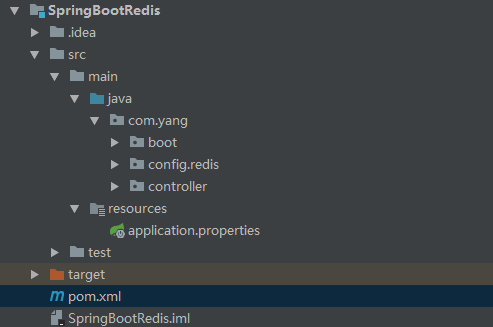 SpringBootRedis
.idea
src
main
java
com.yang
boot
config.redis
controller
resources
application.properties
test
target
pom.xml
SpringBootRedis.iml